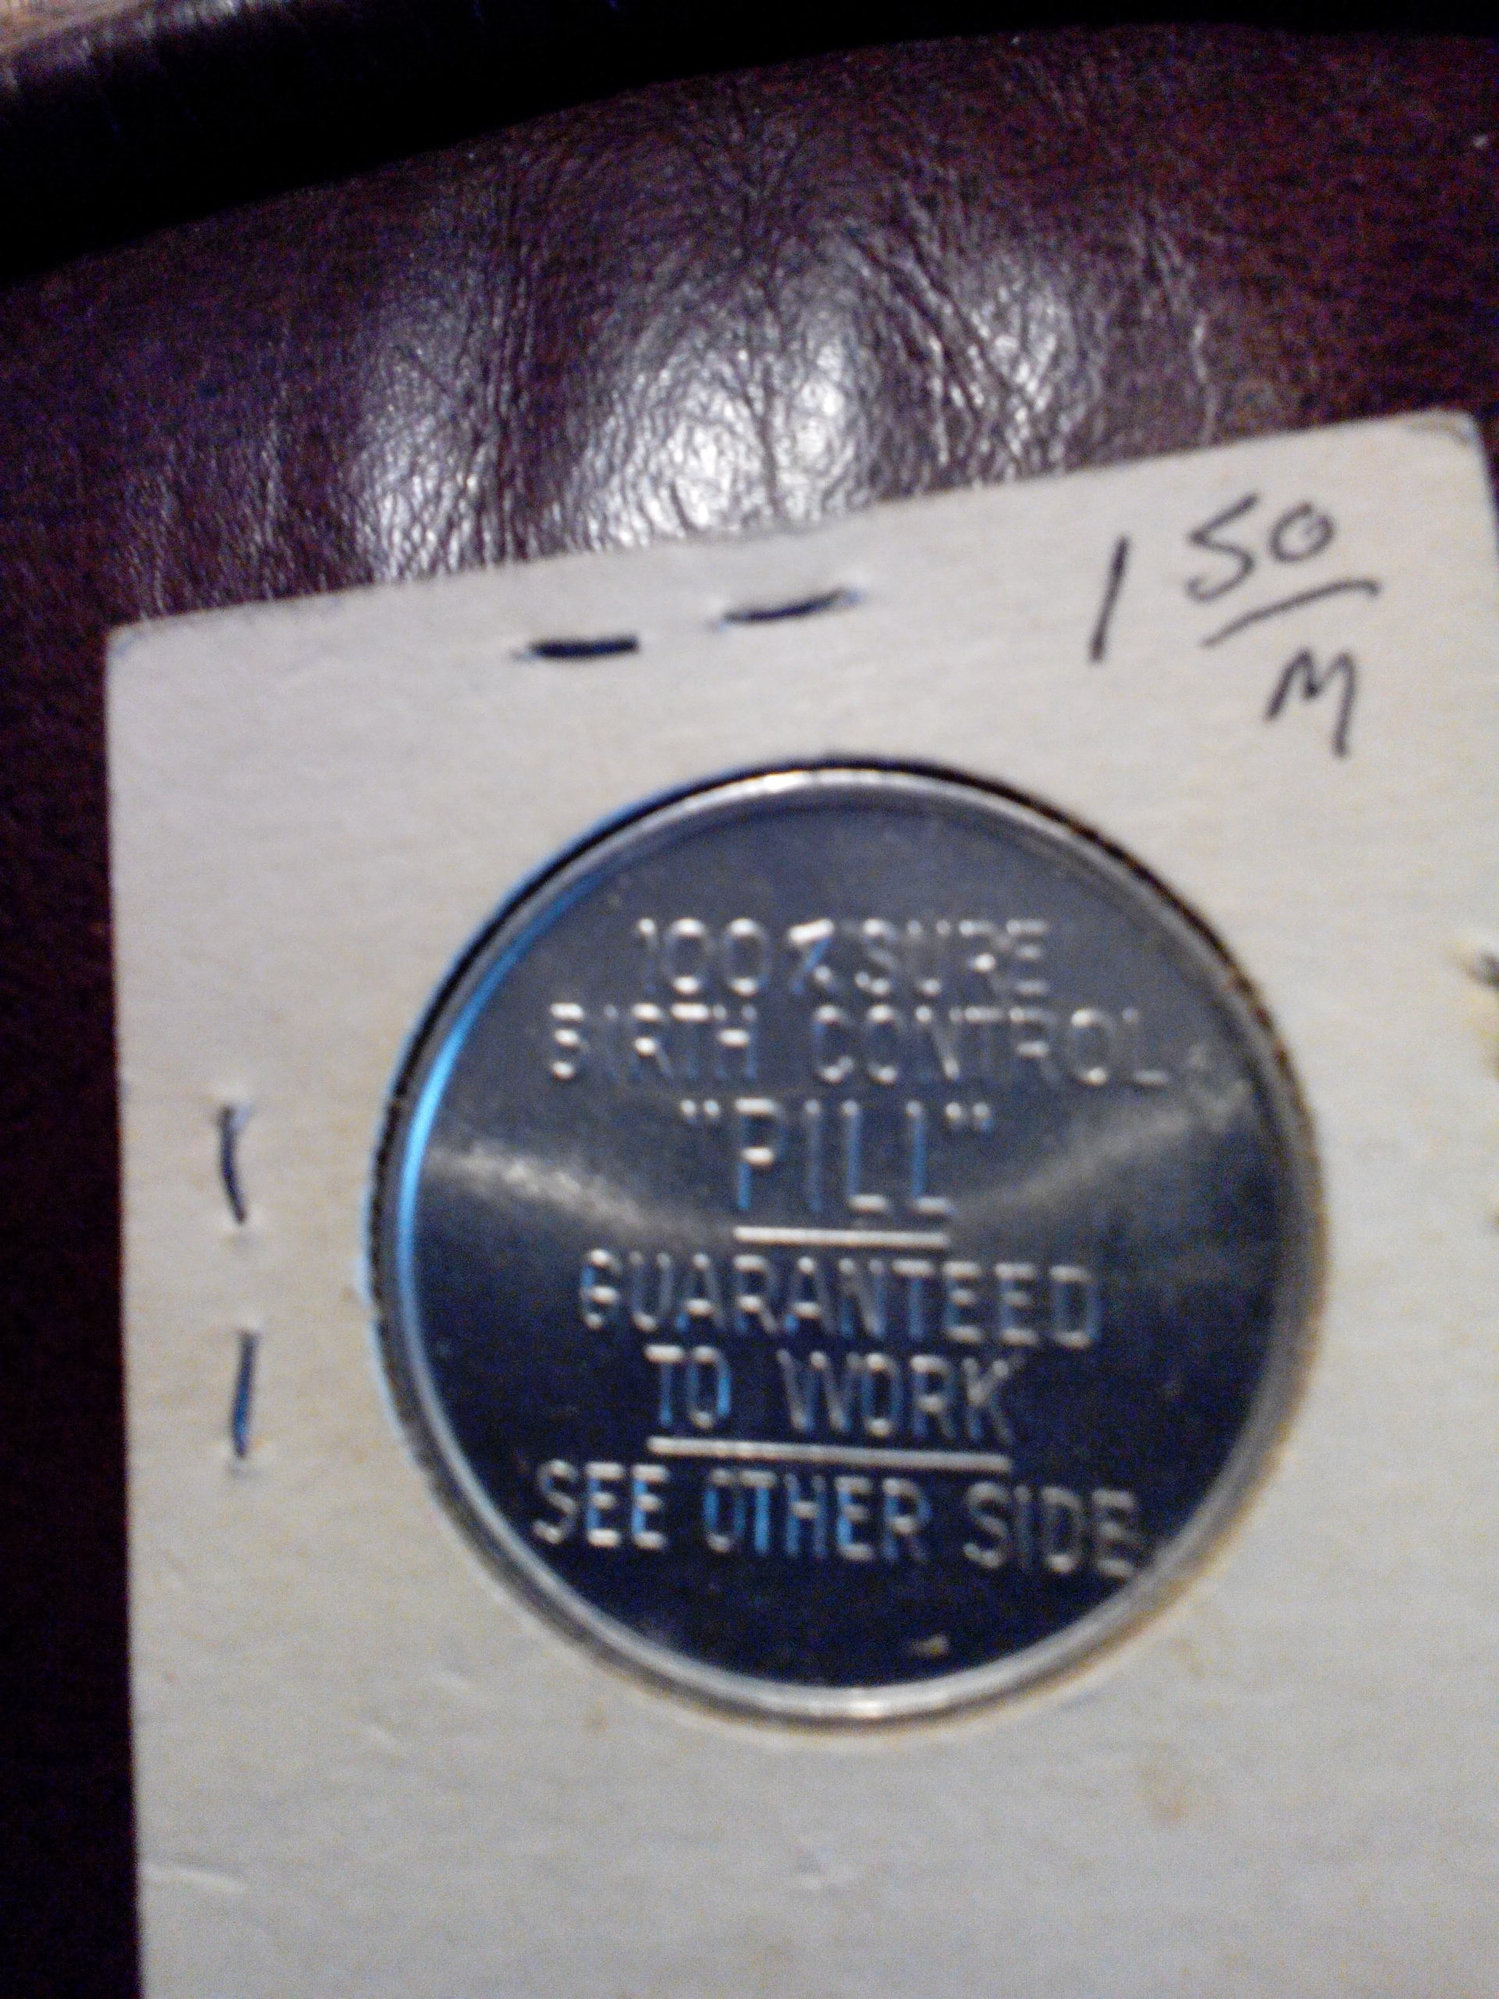 1 50
M
100% SURE
BIRTH CONTROL
"PILL"
GUARANTEED
TO WORK
SEE OTHER SIDE